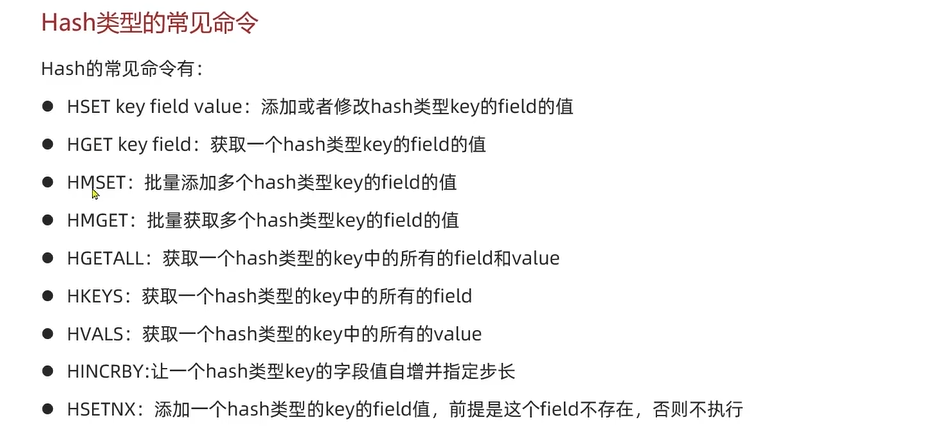 Hash类型的常见命令
Hash的常见命令有：
● HSET key field value：添加或者修改hash类型key的field的值
● HGET key field：获取一个hash类型key的field的值
● HMSET：批量添加多个hash类型key的field的值
● HMGET：批量获取多个hash类型key的field的值
● HGETALL：获取一个hash类型的key中的所有的field和value
● HKEYS：获取一个hash类型的key中的所有的field
● HVALS：获取一个hash类型的key中的所有的value
● HINCRBY:让一个hash类型key的字段值自增并指定步长
● HSETNX：添加一个hash类型的key的field值，前提是这个field不存在，否则不执行